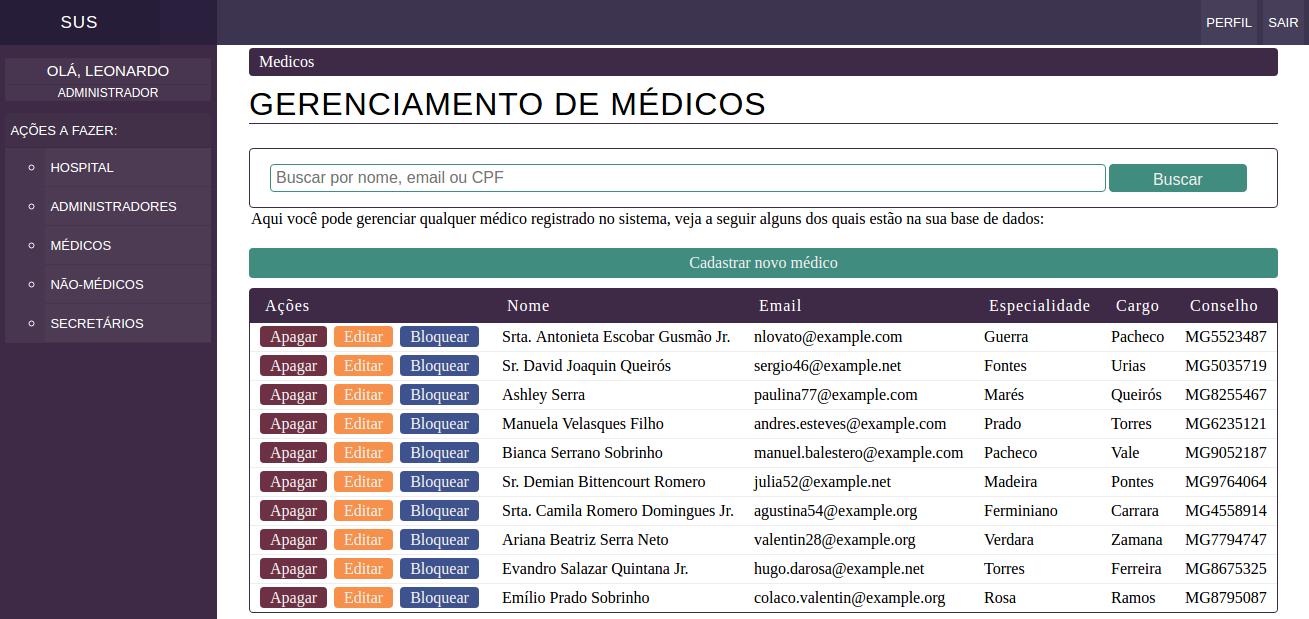 SUS
PERFIL SAIR
OLÁ, LEONARDO
ADMINISTRADOR
AÇÕES A FAZER:
HOSPITAL
ADMINISTRADORES
MÉDICOS
NÃO-MÉDICOS
SECRETÁRIOS
Medicos
GERENCIAMENTO DE MÉDICOS
Buscar por nome, email ou CPF Buscar
Aqui você pode gerenciar qualquer médico registrado no sistema, veja a seguir alguns dos quais estão na sua base de dados:
Cadastrar novo médico
Ações Nome Email Especialidade Cargo Conselho
Apagar Editar Bloquear Srta. Antonieta Escobar Gusmão Jr. nlovato@example.com Guerra Pacheco MG5523487
Apagar Editar Bloquear Sr. David Joaquin Queirós sergio46@example.net Fontes Urias MG5035719
Apagar Editar Bloquear Ashley Serra paulina77@example.com Marés Queirós MG8255467
Apagar Editar Bloquear Manuela Velasques Filho andres.esteves@example.com Prado Torres MG6235121
Apagar Editar Bloquear Bianca Serrano Sobrinho manuel.balestero@example.com Pacheco Vale MG9052187
Apagar Editar Bloquear Sr. Demian Bittencourt Romero julia52@example.net Madeira Pontes MG9764064
Apagar Editar Bloquear Srta. Camila Romero Domingues Jr. agustina54@example.org Ferminiano Carrara MG4558914
Apagar Editar Bloquear Ariana Beatriz Serra Neto valentin28@example.org Verdara Zamana MG7794747
Apagar Editar Bloquear Evandro Salazar Quintana Jr. hugo.darosa@example.net Torres Ferreira MG8675325
Apagar Editar Bloquear Emílio Prado Sobrinho colaco.valentin@example.org Rosa Ramos MG8795087